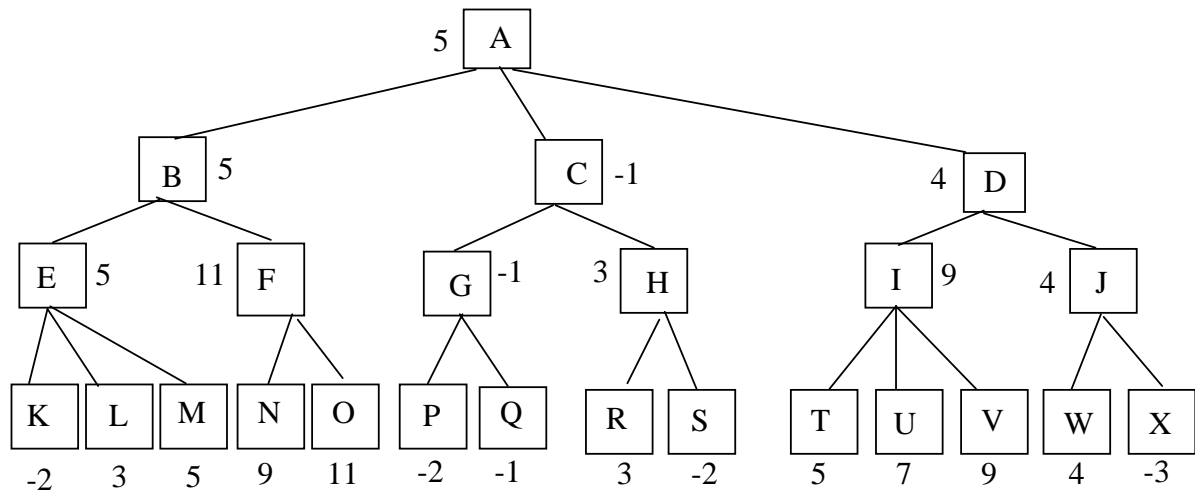 5 A
B 5 C -1 4 D
E 5 11 F G -1 3 H I 9 4 J
K L M N O P Q R S T U V W X
-2 3 5 9 11 -2 -1 3 -2 5 7 9 4 -3